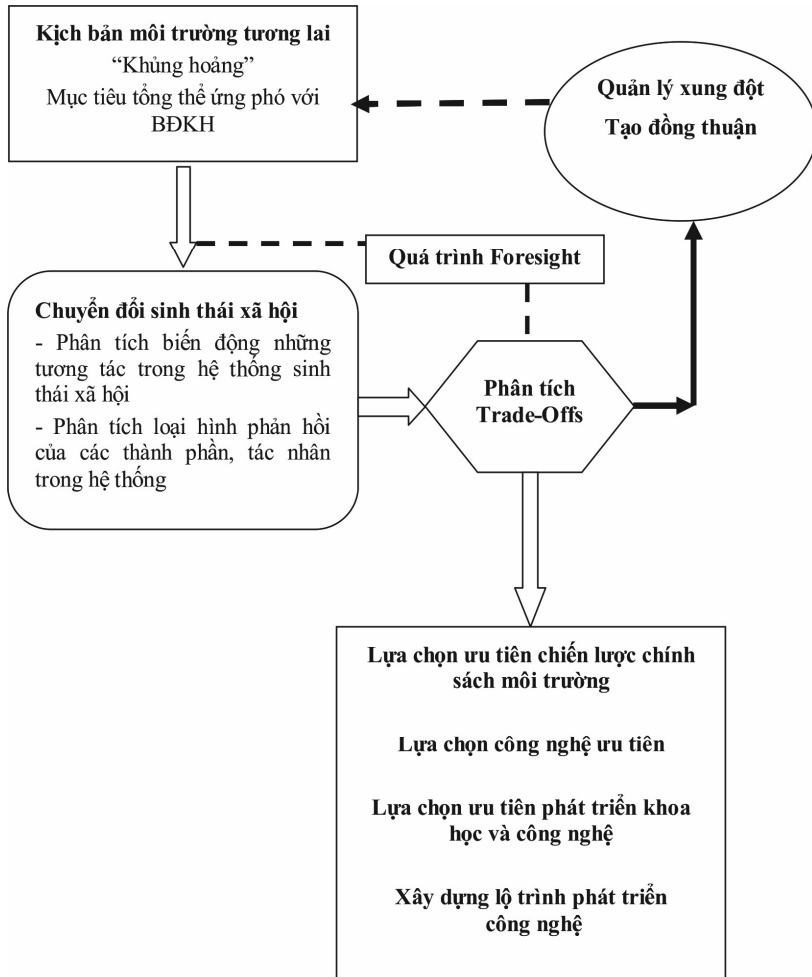 Kịch bản môi trường tương lai
“Khủng hoảng”
Mục tiêu tổng thể ứng phó với
BĐKH
Quản lý xung đột
Tạo đồng thuận
Quá trình Foresight
Chuyển đổi sinh thái xã hội
- Phân tích biến động những
tương tác trong hệ thống sinh
thái xã hội
- Phân tích loại hình phản hồi
của các thành phần, tác nhân
trong hệ thống
Phân tích
Trade-Offs
Lựa chọn ưu tiên chiến lược chính
sách môi trường
Lựa chọn công nghệ ưu tiên
Lựa chọn ưu tiên phát triển khoa
học và công nghệ
Xây dựng lộ trình phát triển
công nghệ